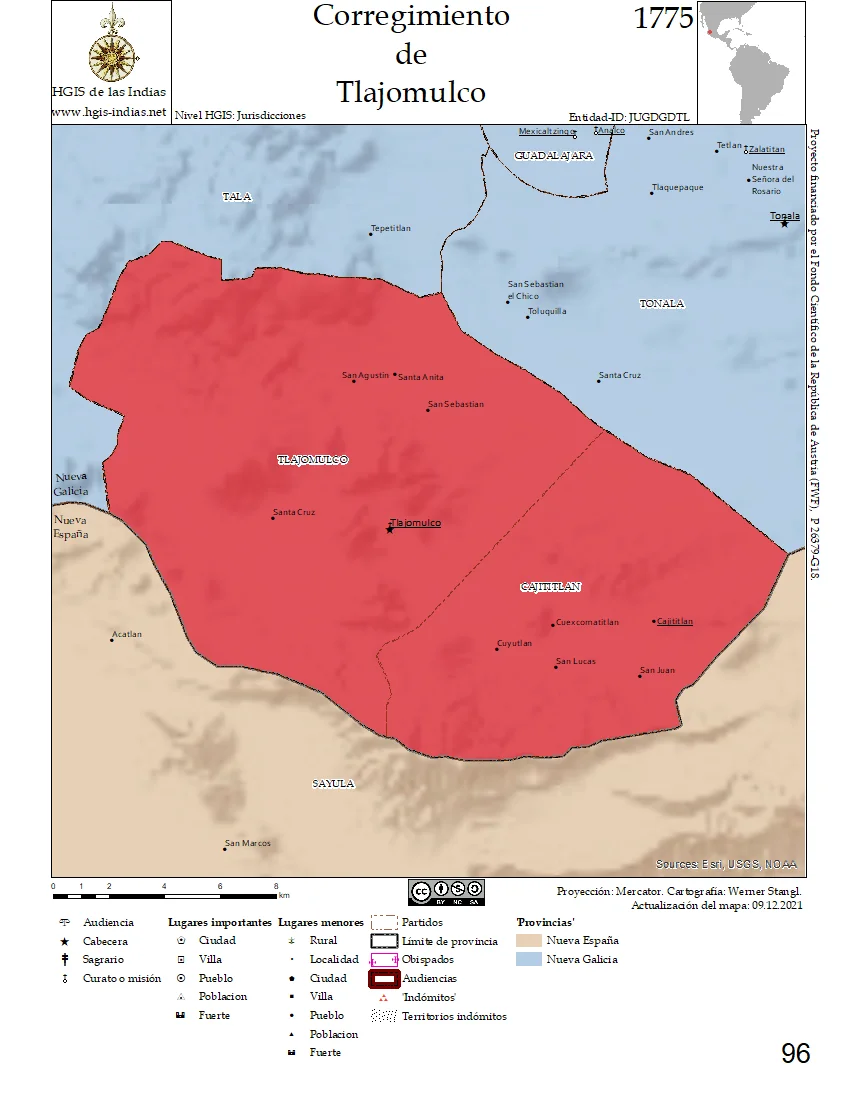 Corregimiento
de
Tlajomulco
1775
HGIS de las Indias
www.hgis-indias.net
Nivel HGIS: Jurisdicciones
Entidad-ID: JUGDGDTL
Mexicaltzingo
Analco
San Andres
GUADALAJARA
Tetlan
Zalatitan
Nuestra
Señora del
Rosario
TALA
Tlaquepaque
Tonala
Tepetitlan
San Sebastian
el Chico
TONALA
Toluquilla
San Agustin
Santa Anita
Santa Cruz
San Sebastian
TLAJOMULCO
Nueva
Galicia
Nueva
España
Santa Cruz
Tlajomulco
CAJITITLAN
Cuexcomatitlan
Cajititlan
Acatlan
Cuyutlan
San Lucas
San Juan
SAYULA
San Marcos
Sources: Esri, USGS, NOAA
Proyecto financiado por el Fondo Científico de la República de Austria (FWF), P 26379-G18.
0 1 2 4 6 8
km
CC BY NC SA
Proyección: Mercator. Cartografía: Werner Stangl.
Actualización del mapa: 09.12.2021
Audiencia
Cabecera
Sagrario
Curato o misión
Lugares importantes
Ciudad
Villa
Pueblo
Poblacion
Fuerte
Lugares menores
Rural
Localidad
Ciudad
Villa
Pueblo
Poblacion
Fuerte
Partidos
Límite de provincia
Obispados
Audiencias
'Indómitos'
Territorios indómitos
'Provincias'
Nueva España
Nueva Galicia
96